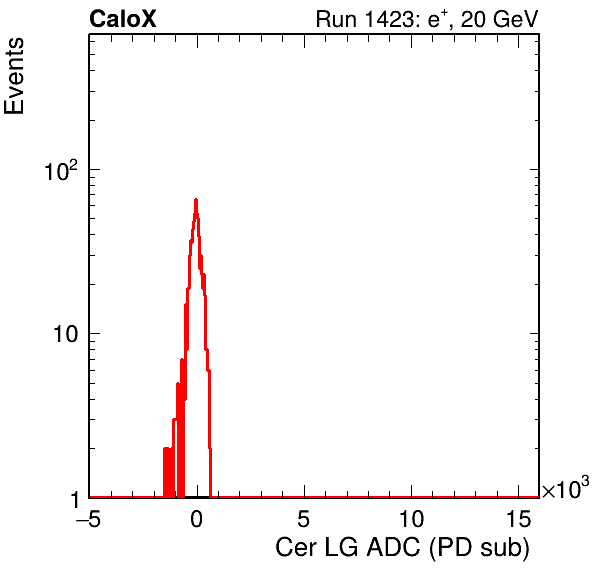 CaloX
Run 1423: e⁺, 20 GeV
Events
10²
10
1
−5
0
5
10
15
×10³
Cer LG ADC (PD sub)